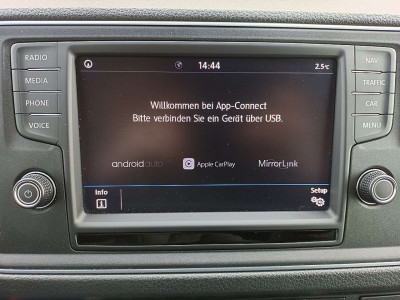 RADIO
MEDIA
PHONE
VOICE
14:44
2.5°C
Willkommen bei App-Connect
Bitte verbinden Sie ein Gerät über USB.
androidauto
Apple CarPlay
MirrorLink
Info
i
Setup
NAV
TRAFFIC
CAR
MENU